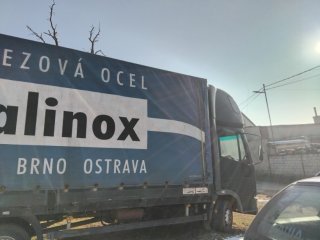 EZOVÁ OCEL
alinox
BRNO OSTRAVA